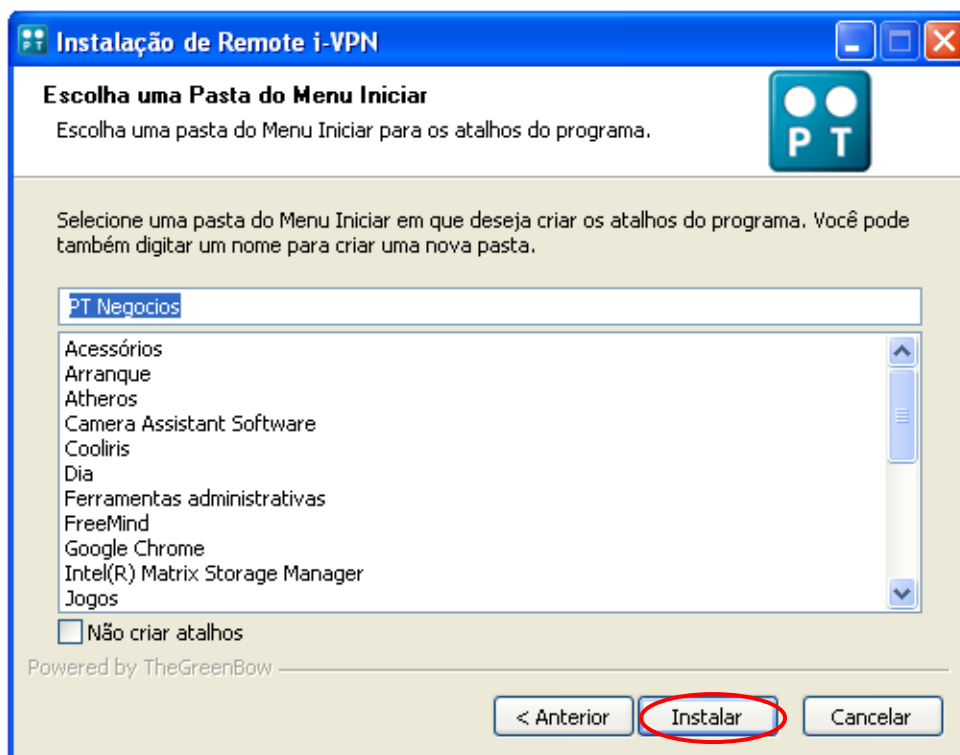 Instalação de Remote i-VPN
Escolha uma Pasta do Menu Iniciar
Escolha uma pasta do Menu Iniciar para os atalhos do programa.
PT
Selecione uma pasta do Menu Iniciar em que deseja criar os atalhos do programa. Você pode
também digitar um nome para criar uma nova pasta.
PT Negocios
Acessórios
Arranque
Atheros
Camera Assistant Software
Cooliris
Dia
Ferramentas administrativas
FreeMind
Google Chrome
Intel(R) Matrix Storage Manager
Jogos
Não criar atalhos
Powered by TheGreenBow
< Anterior Instalar Cancelar